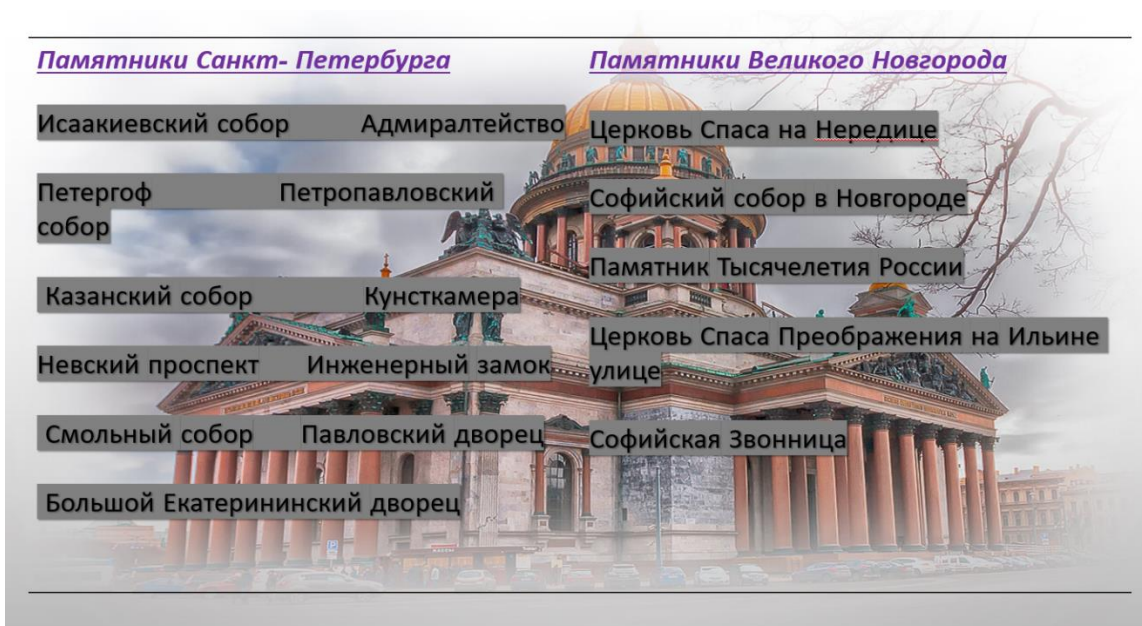 Памятники Санкт- Петербурга
Исаакиевский собор Адмиралтейство
Петергоф Петропавловский
собор
Казанский собор Кунсткамера
Невский проспект Инженерный замок
Смольный собор Павловский дворец
Большой Екатерининский дворец
Памятники Великого Новгорода
Церковь Спаса на Нередице
Софийский собор в Новгороде
Памятник Тысячелетия России
Церковь Спаса Преображения на Ильине
улице
Софийская Звонница